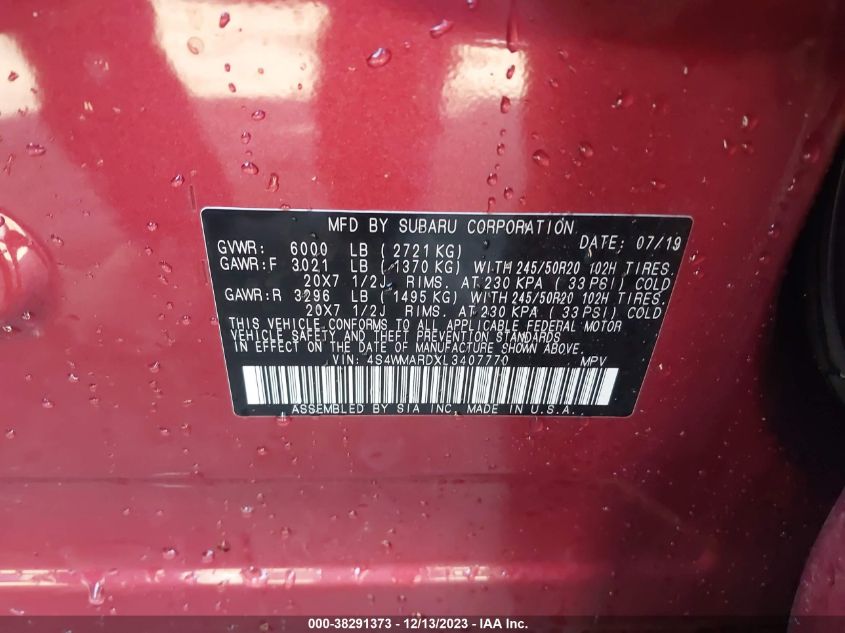 MFD BY SUBARU CORPORATION
DATE: 07/19
GVWR: 6000 LB (2721 KG)
GAWR:F 3021 LB (1370 KG) WITH 245/50R20 102H TIRES.
20X7 1/2J RIMS. AT 230 KPA (33 PSI) COLD
GAWR:R 3296 LB (1495 KG) WITH 245/50R20 102H TIRES.
20X7 1/2J RIMS. AT 230 KPA (33 PSI) COLD
THIS VEHICLE CONFORMS TO ALL APPLICABLE FEDERAL MOTOR
VEHICLE SAFETY AND THEFT PREVENTION STANDARDS
IN EFFECT ON THE DATE OF MANUFACTURE SHOWN ABOVE.
VIN: 4S4WMARDXL3407770 MPV
ASSEMBLED BY SIA INC. MADE IN U.S.A.
000-38291373 - 12/13/2023 - IAA Inc.